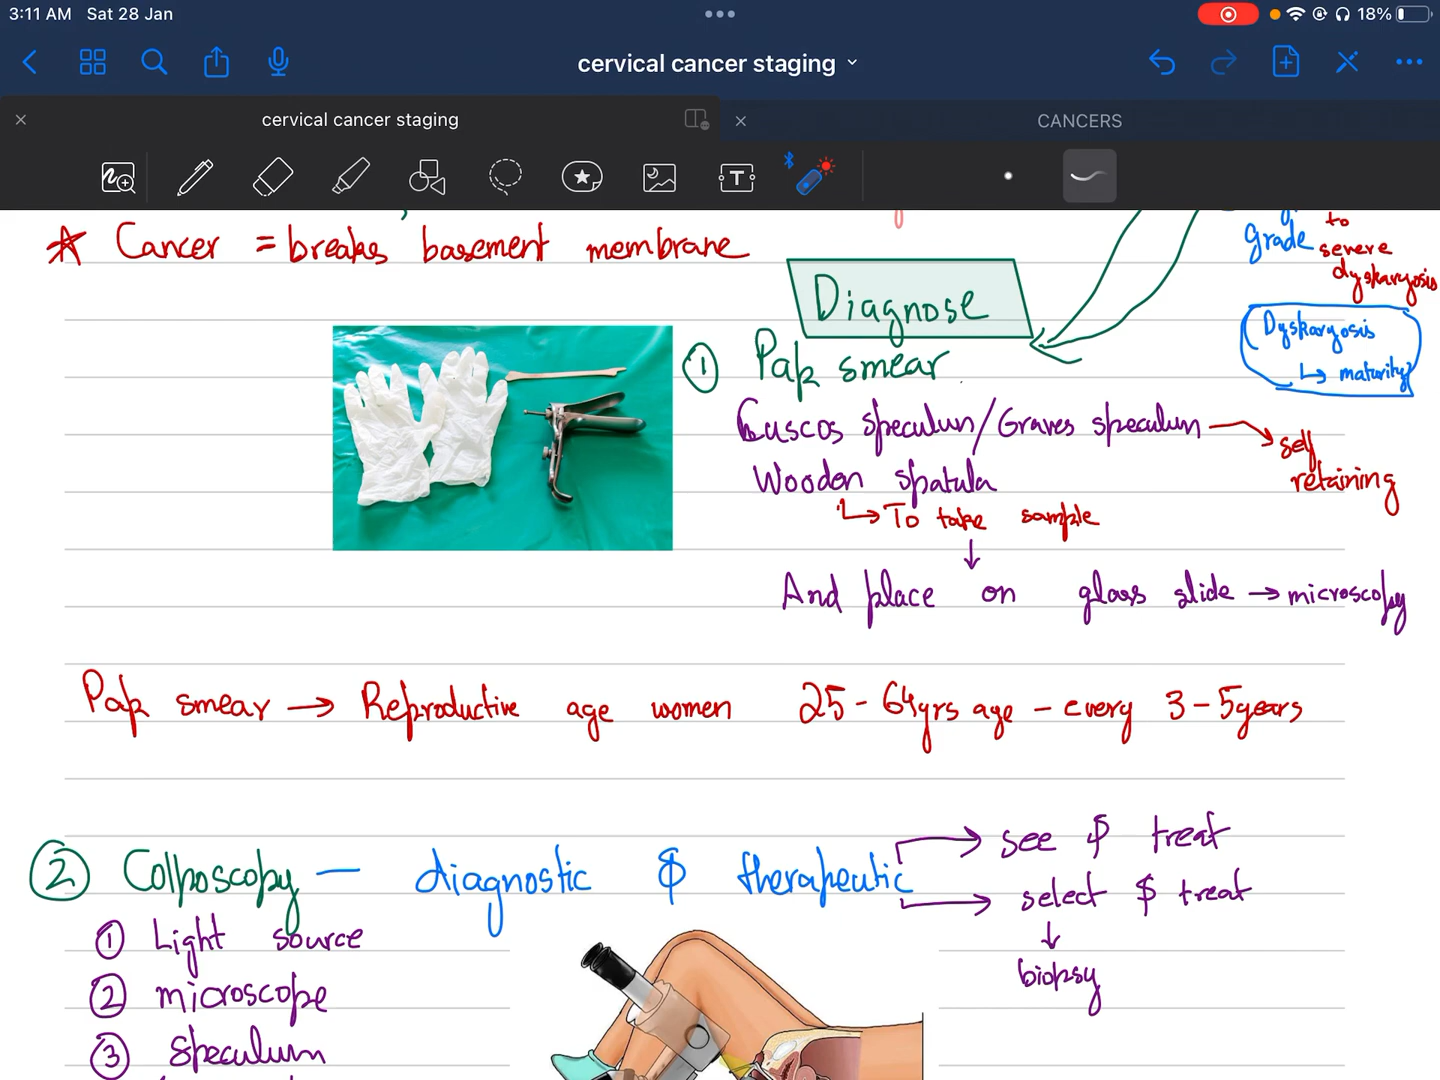 3:11 AM Sat 28 Jan
18%
cervical cancer staging
cervical cancer staging
CANCERS
T
Cancer = breaks basement membrane
grade
to
severe
dyskaryosis
Diagnose
Dyskaryosis
↳ maturity
① Pap smear
Cuscos speculum/Graves speculum → self
retaining
Wooden spatula
↳ To take sample
↓
And place on glass slide → microscopy
Pap smear → Reproductive age women 25 - 64yrs age - every 3 - 5years
② Colposcopy — diagnostic & therapeutic
→ see & treat
→ select & treat
↓
biopsy
① Light source
② microscope
③ speculum